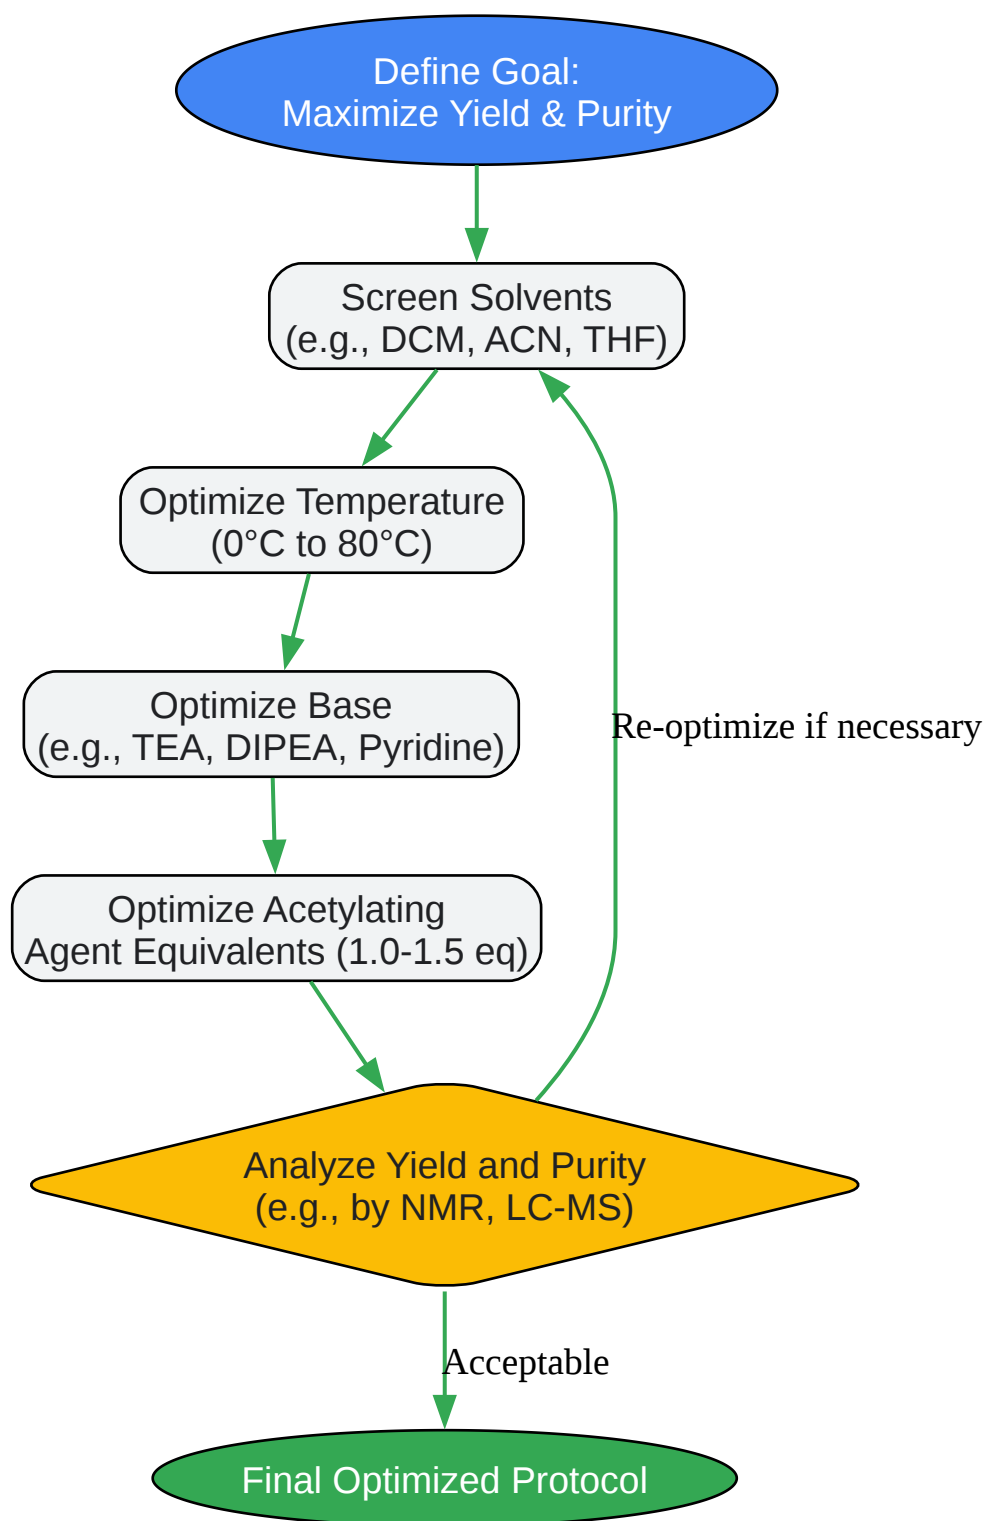 Define Goal:
Maximize Yield & Purity
Screen Solvents
(e.g., DCM, ACN, THF)
Optimize Temperature
(0°C to 80°C)
Optimize Base
(e.g., TEA, DIPEA, Pyridine)
Re-optimize if necessary
Optimize Acetylating
Agent Equivalents (1.0-1.5 eq)
Analyze Yield and Purity
(e.g., by NMR, LC-MS)
Acceptable
Final Optimized Protocol